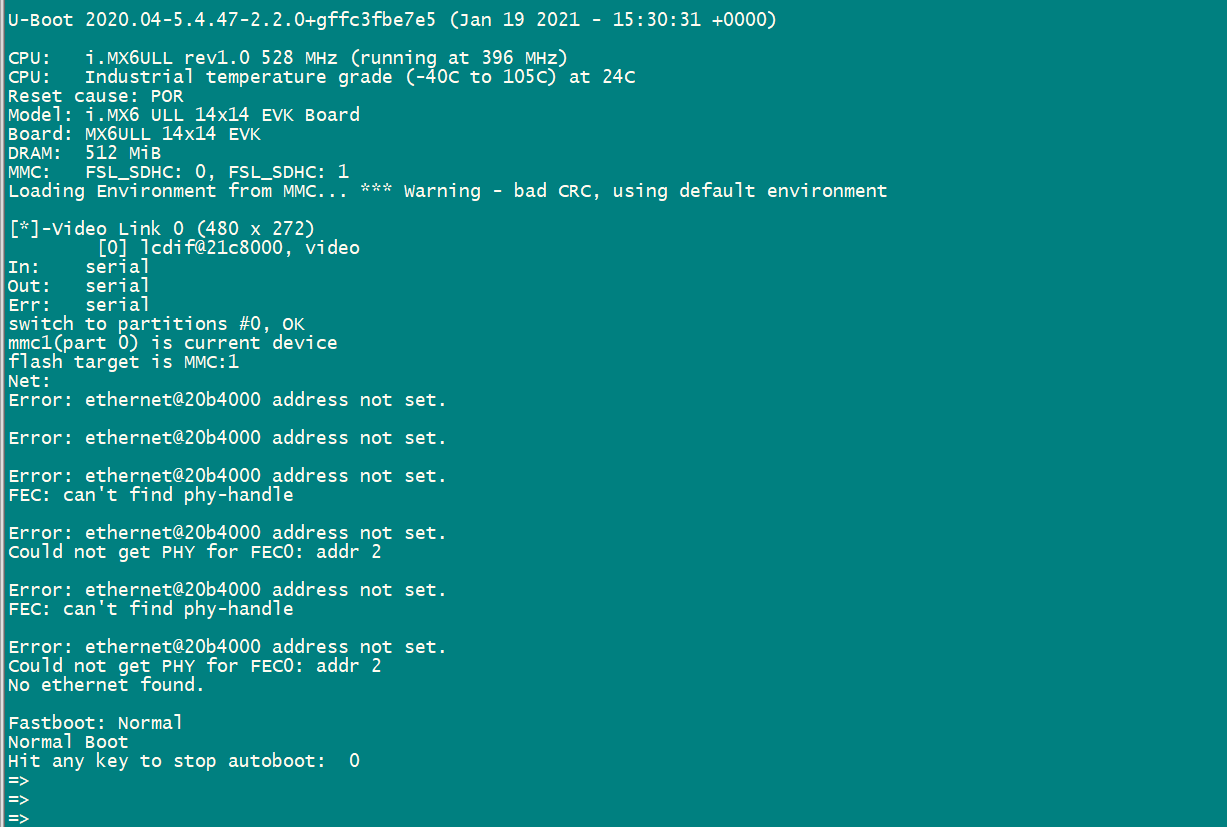 U-Boot 2020.04-5.4.47-2.2.0+gffc3fbe7e5 (Jan 19 2021 - 15:30:31 +0000)
CPU:   i.MX6ULL rev1.0 528 MHz (running at 396 MHz)
CPU:   Industrial temperature grade (-40C to 105C) at 24C
Reset cause: POR
Model: i.MX6 ULL 14x14 EVK Board
Board: MX6ULL 14x14 EVK
DRAM:  512 MiB
MMC:   FSL_SDHC: 0, FSL_SDHC: 1
Loading Environment from MMC... *** Warning - bad CRC, using default environment
[*]-Video Link 0 (480 x 272)
        [0] lcdif@21c8000, video
In:    serial
Out:   serial
Err:   serial
switch to partitions #0, OK
mmc1(part 0) is current device
flash target is MMC:1
Net:
Error: ethernet@20b4000 address not set.
Error: ethernet@20b4000 address not set.
Error: ethernet@20b4000 address not set.
FEC: can't find phy-handle
Error: ethernet@20b4000 address not set.
Could not get PHY for FEC0: addr 2
Error: ethernet@20b4000 address not set.
FEC: can't find phy-handle
Error: ethernet@20b4000 address not set.
Could not get PHY for FEC0: addr 2
No ethernet found.
Fastboot: Normal
Normal Boot
Hit any key to stop autoboot:  0
=>
=>
=>